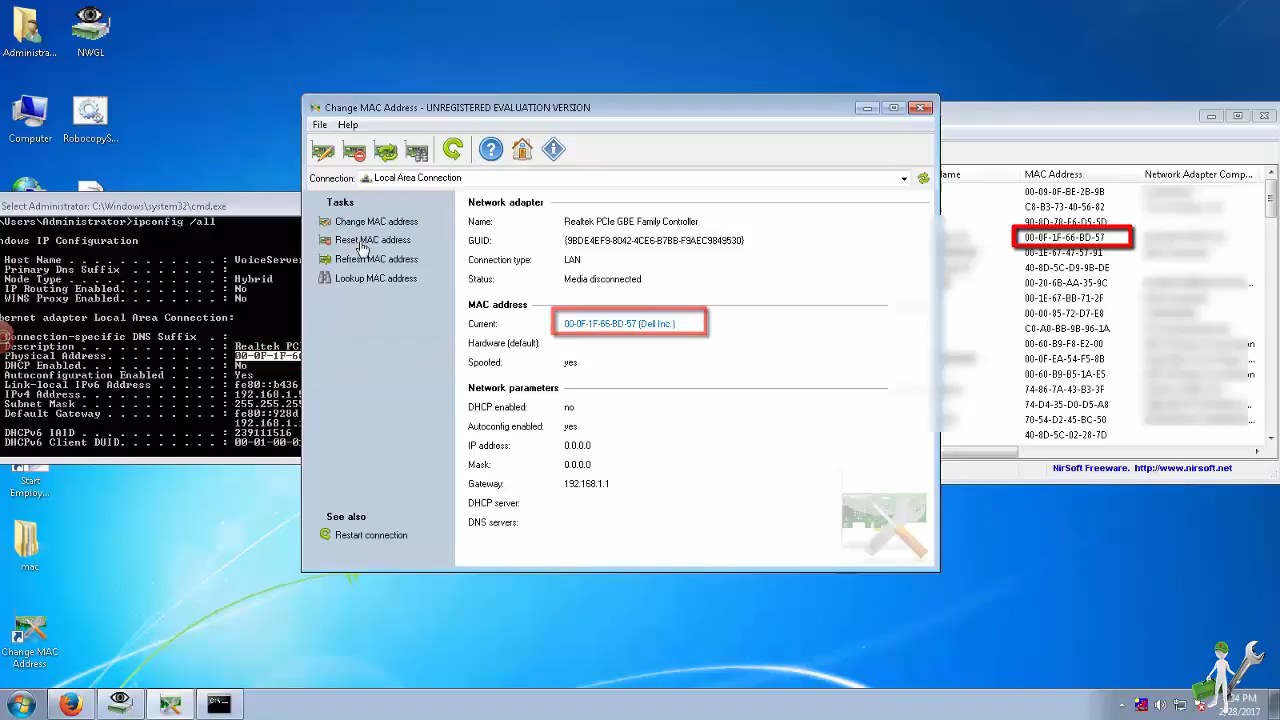 Administra...
NWGL
Computer
RobocopyS...
Start
Employ...
mac
Change MAC
Address
Select Administrator: C:\Windows\system32\cmd.exe
\Users\Administrator>ipconfig /all
ndows IP Configuration
Host Name . . . . . . . . . . . . : VoiceServer
Primary Dns Suffix . . . . . . . :
Node Type . . . . . . . . . . . . : Hybrid
IP Routing Enabled. . . . . . . . : No
WINS Proxy Enabled. . . . . . . . : No
ernet adapter Local Area Connection:
Connection-specific DNS Suffix . :
Description . . . . . . . . . . . : Realtek PCI
Physical Address. . . . . . . . . : 00-0F-1F-6
DHCP Enabled. . . . . . . . . . . : No
Autoconfiguration Enabled . . . . : Yes
Link-local IPv6 Address . . . . . : fe80::b436
IPv4 Address. . . . . . . . . . . : 192.168.1.
Subnet Mask . . . . . . . . . . . : 255.255.25
Default Gateway . . . . . . . . . : fe80::928d
192.168.1.
DHCPv6 IAID . . . . . . . . . . . : 239111516
DHCPv6 Client DUID. . . . . . . . : 00-01-00-0
Change MAC Address - UNREGISTERED EVALUATION VERSION
File Help
Connection: Local Area Connection
Tasks
Change MAC address
Reset MAC address
Refresh MAC address
Lookup MAC address
See also
Restart connection
Network adapter
Name: Realtek PCIe GBE Family Controller
GUID: {9BDE4EF9-8042-4CE6-B7BB-F9AEC9849530}
Connection type: LAN
Status: Media disconnected
MAC address
Current: 00-0F-1F-66-BD-57 (Dell Inc.)
Hardware (default):
Spoofed: yes
Network parameters
DHCP enabled: no
Autoconfig enabled: yes
IP address: 0.0.0.0
Mask: 0.0.0.0
Gateway: 192.168.1.1
DHCP server:
DNS servers:
ame MAC Address Network Adapter Comp...
00-09-0F-BE-2B-9B
C8-B3-73-40-56-82
90-8D-78-E6-D5-5D
00-0F-1F-66-BD-57
00-1E-67-47-57-91
40-8D-5C-D9-9B-DE
00-20-6B-AA-35-9C
00-1E-67-BB-71-2F
00-00-85-72-D7-E8
C0-A0-BB-9B-96-1A
00-0F-EA-54-F5-8B
00-60-B9-B5-1A-E5
74-86-7A-43-B3-3F
74-D4-35-D0-D5-A8
70-54-D2-45-BC-50
40-8D-5C-02-28-7D
NirSoft Freeware. http://www.nirsoft.net
:34 PM
2/28/2017